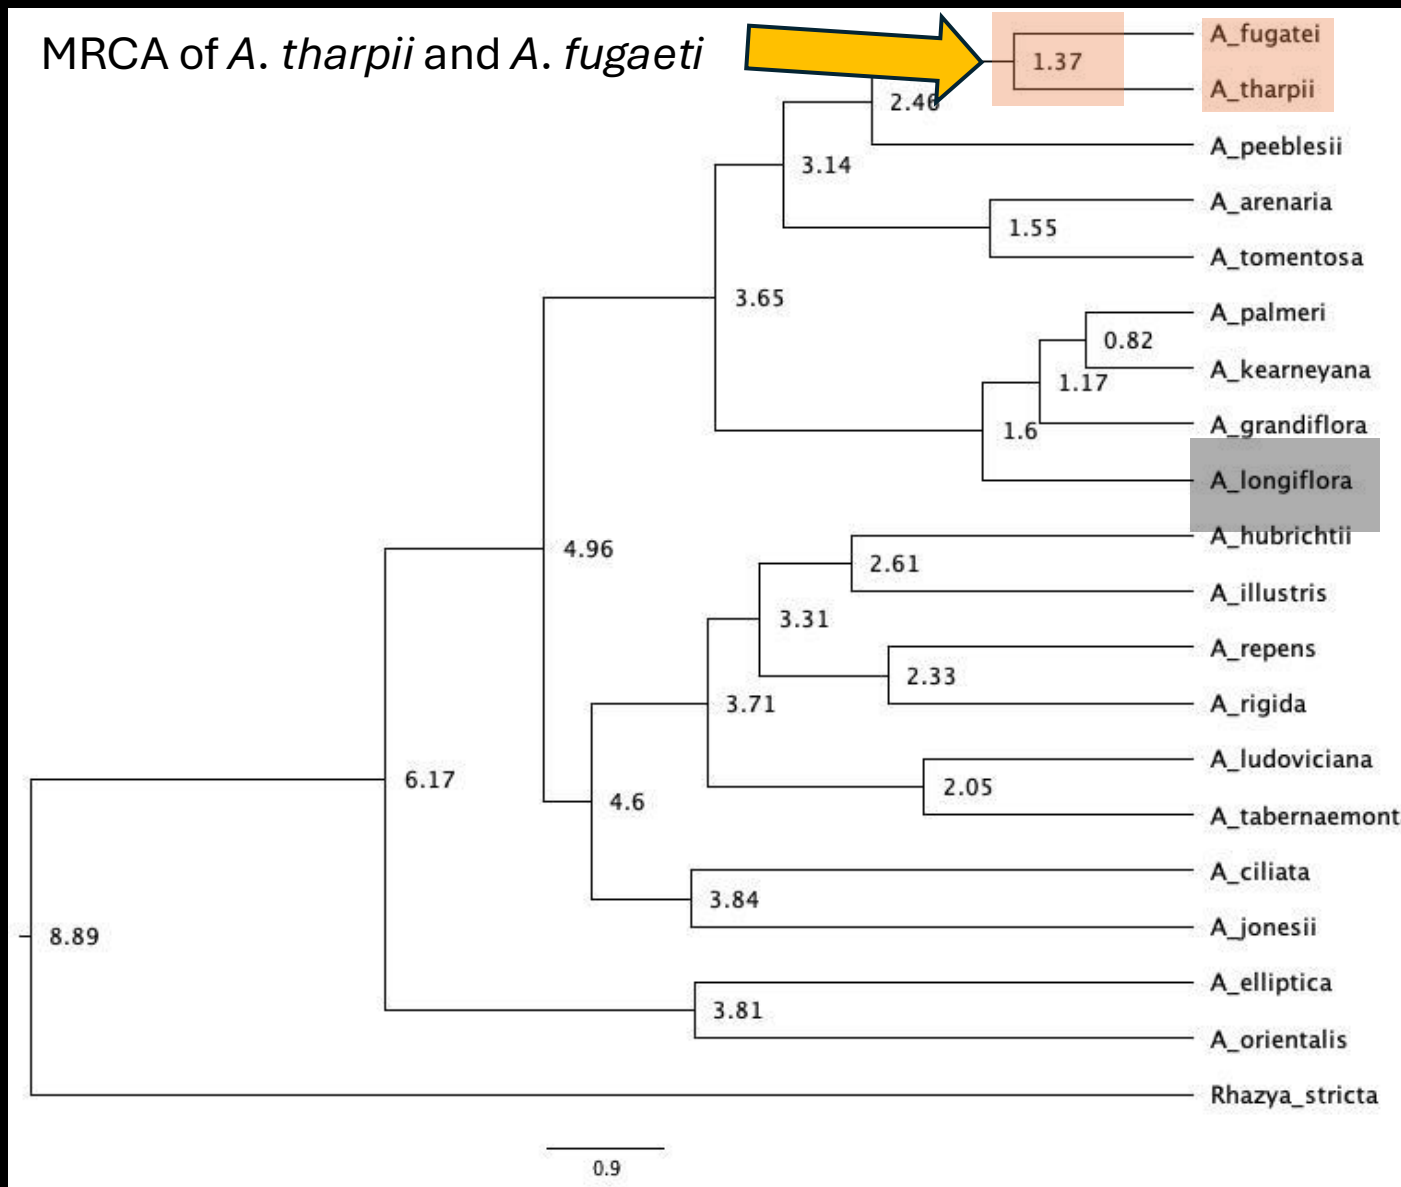 MRCA of A. tharpii and A. fugaeti
A_fugatei
1.37
A_tharpii
2.46
A_peeblesii
3.14
A_arenaria
1.55
A_tomentosa
3.65
A_palmeri
0.82
A_kearneyana
1.17
A_grandiflora
1.6
A_longiflora
A_hubrichtii
4.96
2.61
A_illustris
3.31
A_repens
2.33
A_rigida
3.71
A_ludoviciana
6.17
2.05
4.6
A_tabernaemont
A_ciliata
3.84
A_jonesii
8.89
A_elliptica
3.81
A_orientalis
Rhazya_stricta
0.9